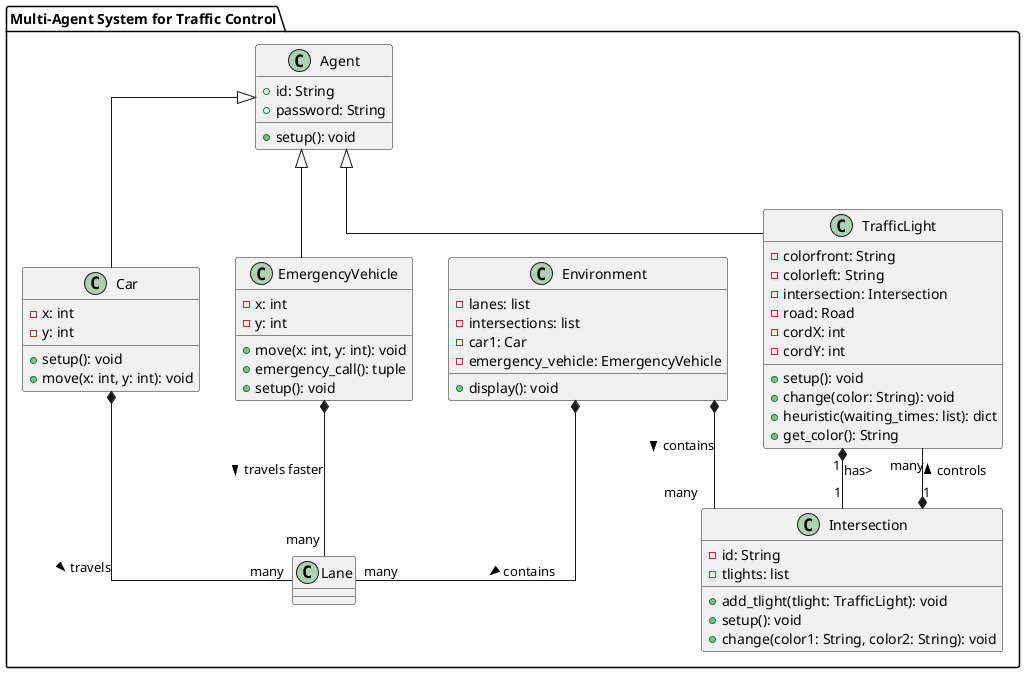 Multi-Agent System for Traffic Control
C Agent
id: String
password: String
setup(): void
C TrafficLight
colorfront: String
colorleft: String
intersection: Intersection
road: Road
cordX: int
cordY: int
setup(): void
change(color: String): void
heuristic(waiting_times: list): dict
get_color(): String
C Car
x: int
y: int
setup(): void
move(x: int, y: int): void
C EmergencyVehicle
x: int
y: int
move(x: int, y: int): void
emergency_call(): tuple
setup(): void
C Environment
lanes: list
intersections: list
car1: Car
emergency_vehicle: EmergencyVehicle
display(): void
travels faster
contains
1
has>
many
controls
many
1
1
many
travels
many
many
contains
C Lane
C Intersection
id: String
tlights: list
add_tlight(tlight: TrafficLight): void
setup(): void
change(color1: String, color2: String): void